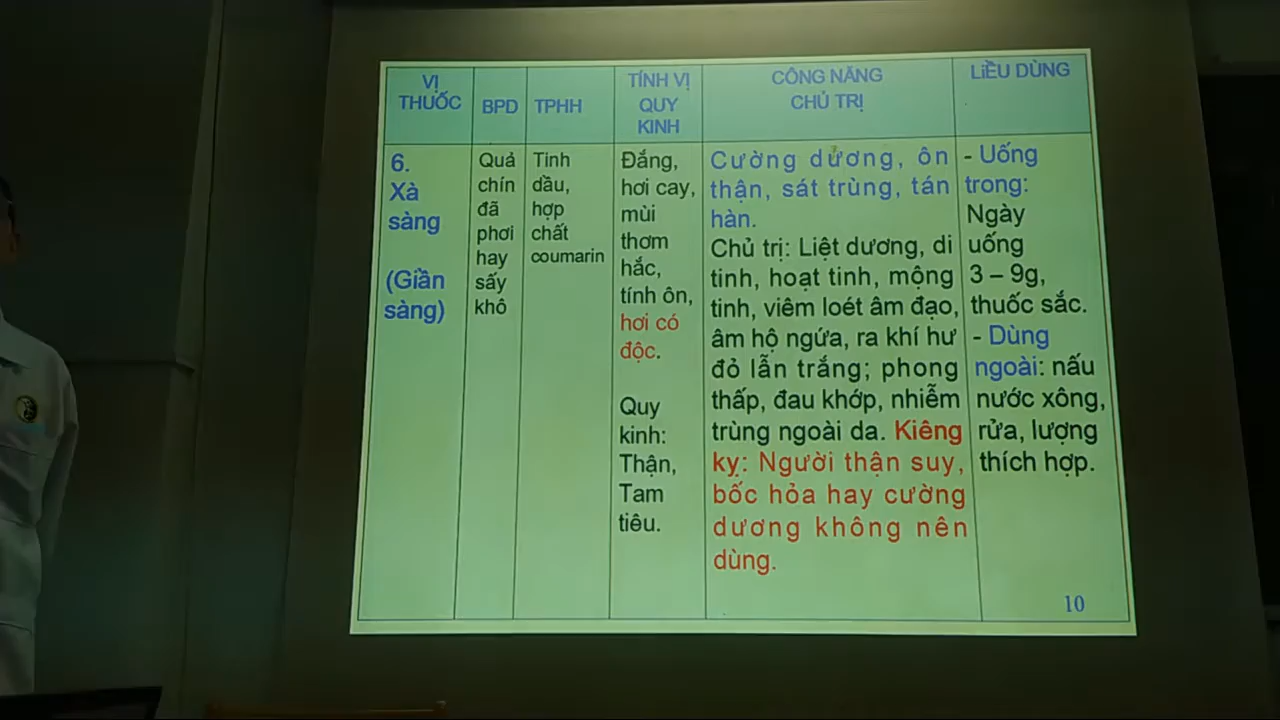 VỊ
THUỐC
BPD
TPHH
TÍNH VỊ
QUY
KINH
CÔNG NĂNG
CHỦ TRỊ
LIỀU DÙNG
6.
Xà
sàng
(Giần
sàng)
Quả
chín
đã
phơi
hay
sấy
khô
Tinh
dầu,
hợp
chất
coumarin
Đắng,
hơi cay,
mùi
thơm
hắc,
tính ôn,
hơi có
độc.
Quy
kinh:
Thận,
Tam
tiêu.
Cường dương, ôn
thận, sát trùng, tán
hàn.
Chủ trị: Liệt dương, di
tinh, hoạt tinh, mộng
tinh, viêm loét âm đạo,
âm hộ ngứa, ra khí hư
đỏ lẫn trắng; phong
thấp, đau khớp, nhiễm
trùng ngoài da. Kiêng
kỵ: Người thận suy,
bốc hỏa hay cường
dương không nên
dùng.
- Uống
trong:
Ngày
uống
3 – 9g,
thuốc sắc.
- Dùng
ngoài: nấu
nước xông,
rửa, lượng
thích hợp.
10